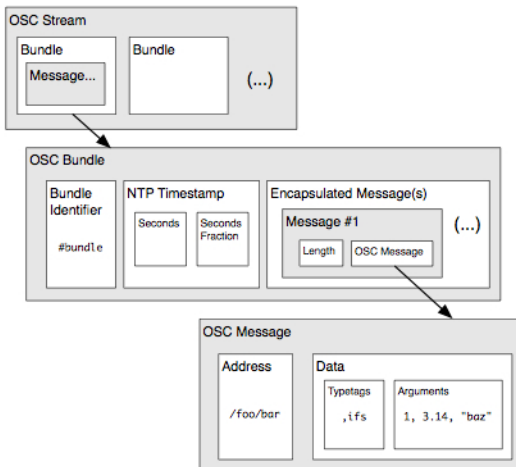 OSC Stream
Bundle
Message...
Bundle
(...)
OSC Bundle
Bundle
Identifier
#bundle
NTP Timestamp
Seconds
Seconds
Fraction
Encapsulated Message(s)
Message #1
Length
OSC Message
(...)
OSC Message
Address
/foo/bar
Data
Typetags
,ifs
Arguments
1, 3.14, "baz"